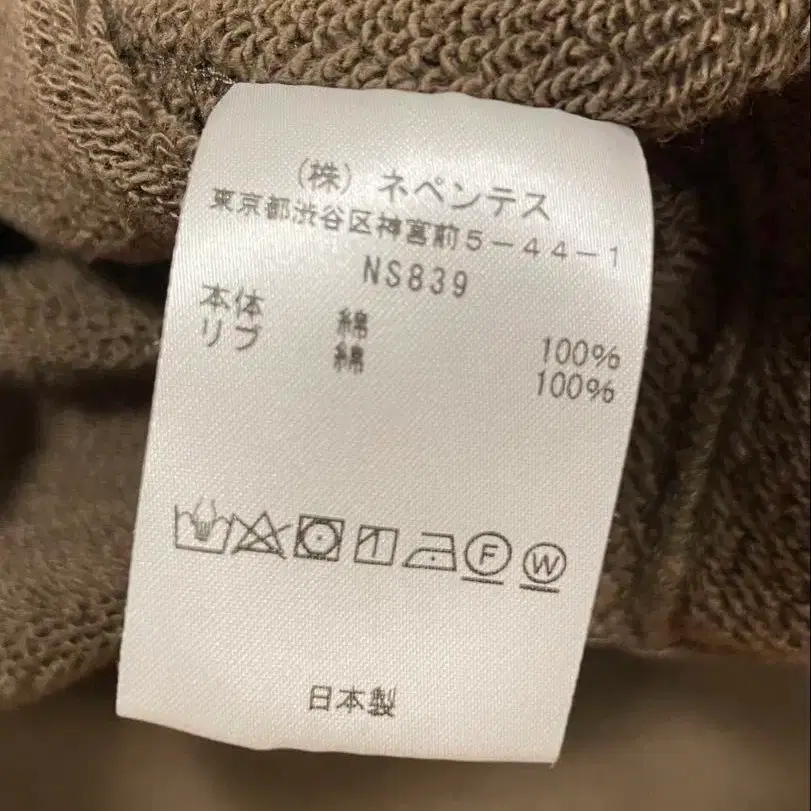 (株) ネペンテス
東京都渋谷区神宮前5-44-1
NS839
本体 綿 100%
リブ 綿 100%
F W
日本製